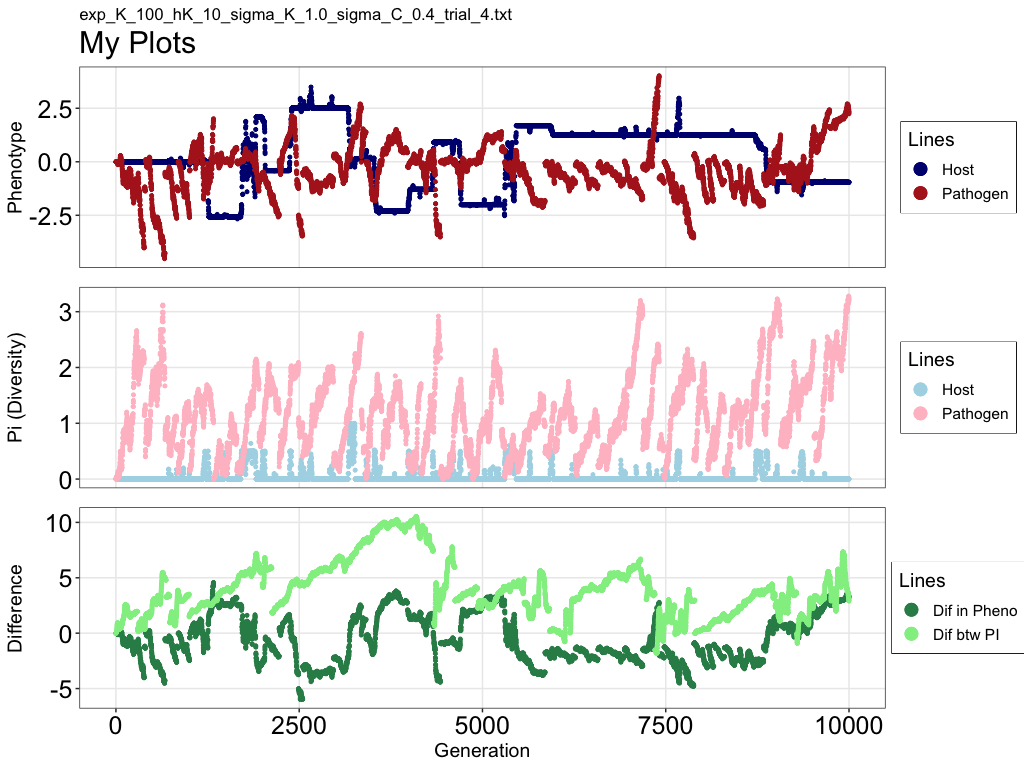 exp_K_100_hK_10_sigma_K_1.0_sigma_C_0.4_trial_4.txt
My Plots
Phenotype
2.5
0.0
-2.5
Lines
Host
Pathogen
Pi (Diversity)
3
2
1
0
Lines
Host
Pathogen
Difference
10
5
0
-5
Lines
Dif in Pheno
Dif btw PI
0 2500 5000 7500 10000
Generation